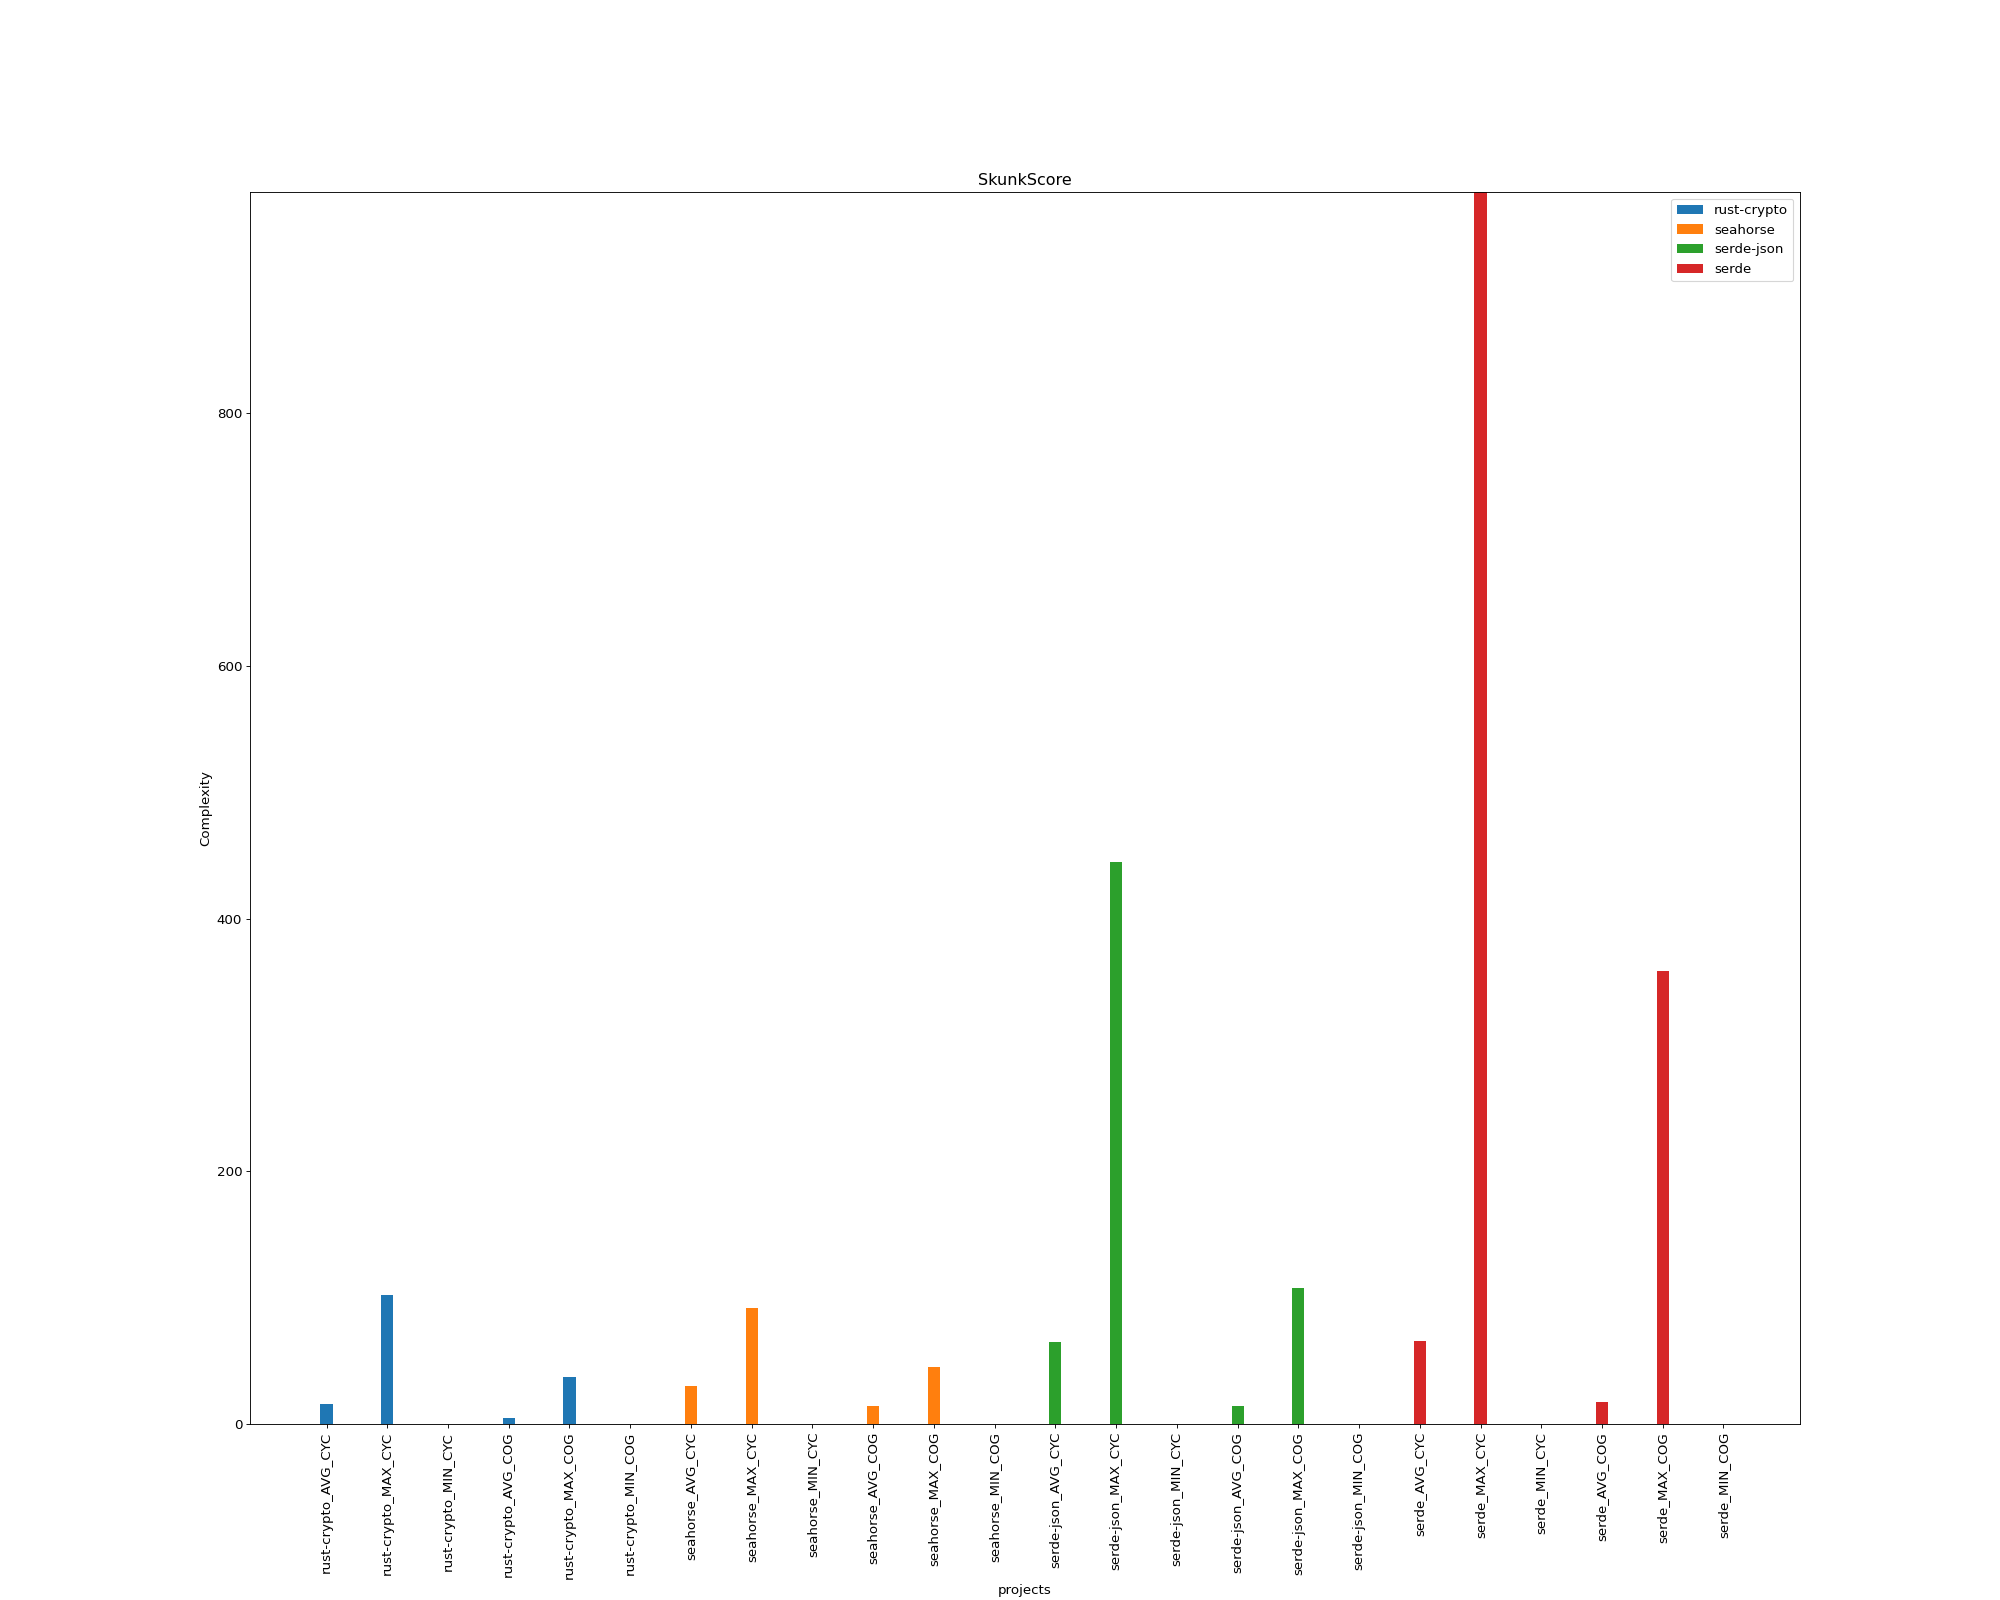 SkunkScore
rust-crypto
seahorse
serde-json
serde
800
600
400
200
0
Complexity
rust-crypto_AVG_CYC
rust-crypto_MAX_CYC
rust-crypto_MIN_CYC
rust-crypto_AVG_COG
rust-crypto_MAX_COG
rust-crypto_MIN_COG
seahorse_AVG_CYC
seahorse_MAX_CYC
seahorse_MIN_CYC
seahorse_AVG_COG
seahorse_MAX_COG
seahorse_MIN_COG
serde-json_AVG_CYC
serde-json_MAX_CYC
serde-json_MIN_CYC
serde-json_AVG_COG
serde-json_MAX_COG
serde-json_MIN_COG
serde_AVG_CYC
serde_MAX_CYC
serde_MIN_CYC
serde_AVG_COG
serde_MAX_COG
serde_MIN_COG
projects